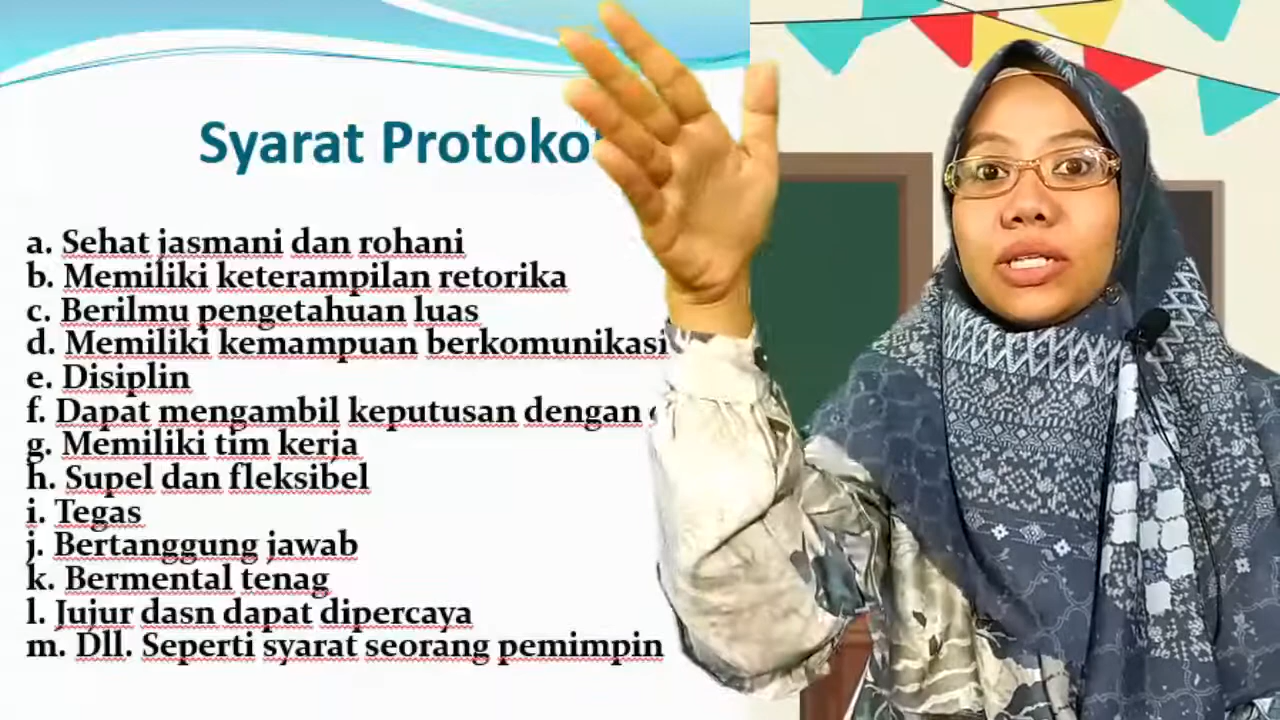 Syarat Protokol
a. Sehat jasmani dan rohani
b. Memiliki keterampilan retorika
c. Berilmu pengetahuan luas
d. Memiliki kemampuan berkomunikasi
e. Disiplin
f. Dapat mengambil keputusan dengan
g. Memiliki tim kerja
h. Supel dan fleksibel
i. Tegas
j. Bertanggung jawab
k. Bermental tenag
l. Jujur dasn dapat dipercaya
m. Dll. Seperti syarat seorang pemimpin